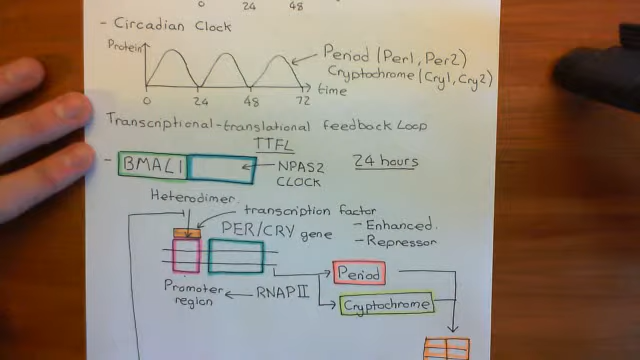 0 24 48
- Circadian Clock
Protein
Period (Per1, Per2)
Cryptochrome (Cry1, Cry2)
time
0 24 48 72
Transcriptional-translational feedback Loop
TTFL
- BMAL1
NPAS2
CLOCK
24 hours
Heterodimer
transcription factor
PER/CRY gene
- Enhanced.
- Repressor
Period
Promoter
region
RNAP II
Cryptochrome